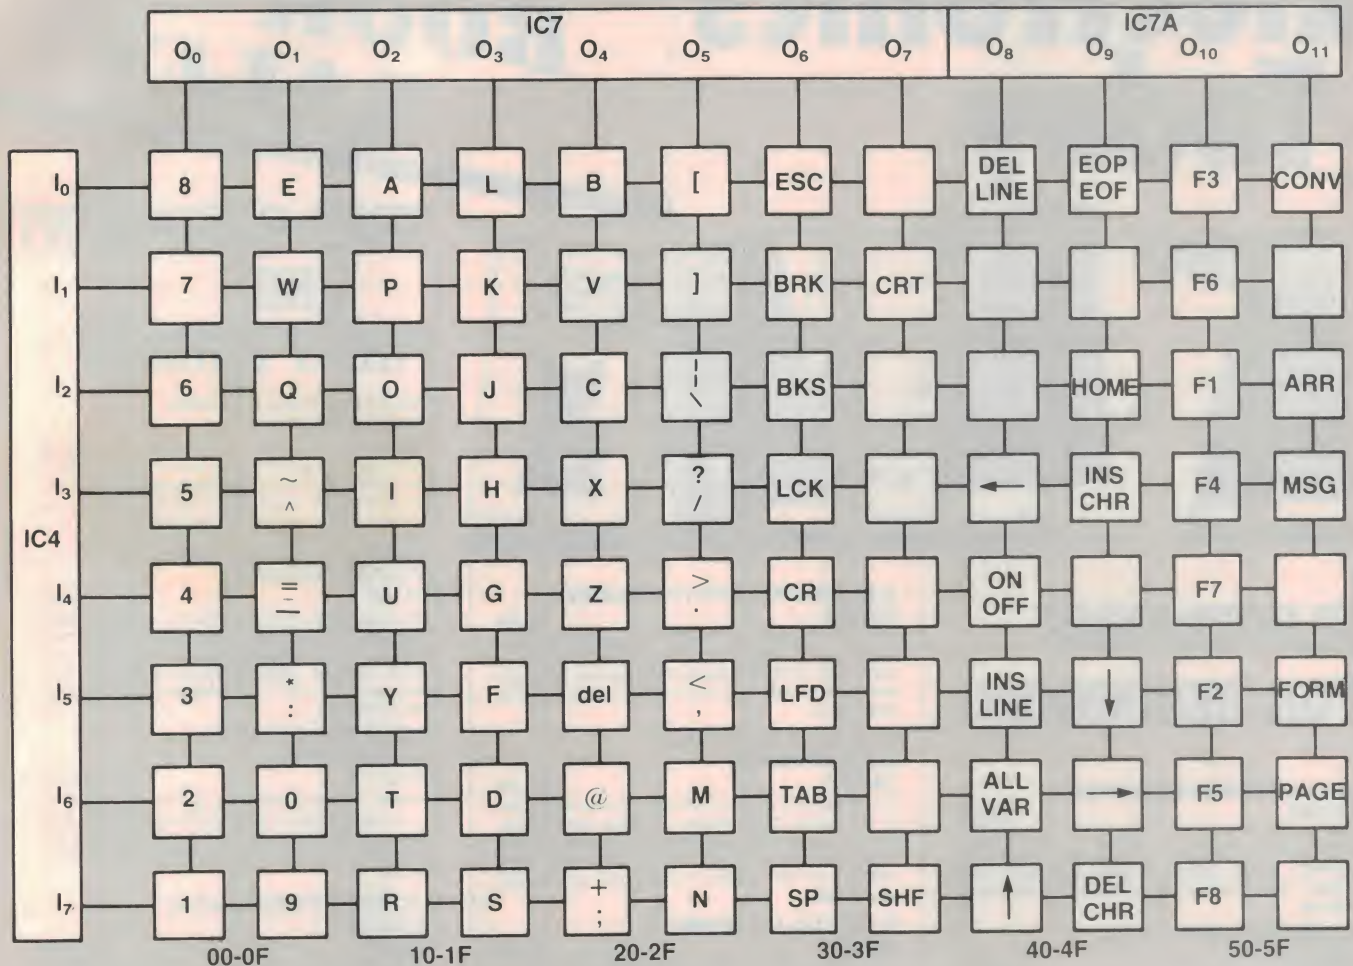 IC7 IC7A
O₀ O₁ O₂ O₃ O₄ O₅ O₆ O₇ O₈ O₉ O₁₀ O₁₁
I₀ 8 E A L B [ ESC DEL LINE EOP EOF F3 CONV
I₁ 7 W P K V ] BRK CRT F6
I₂ 6 Q O J C ¦ \ BKS HOME F1 ARR
I₃ 5 ~ ^ I H X ? / LCK ← INS CHR F4 MSG
IC4
I₄ 4 = - _ U G Z > . CR ON OFF F7
I₅ 3 * : Y F del < , LFD INS LINE ↓ F2 FORM
I₆ 2 0 T D @ M TAB ALL VAR → F5 PAGE
I₇ 1 9 R S + ; N SP SHF ↑ DEL CHR F8
00-0F 10-1F 20-2F 30-3F 40-4F 50-5F